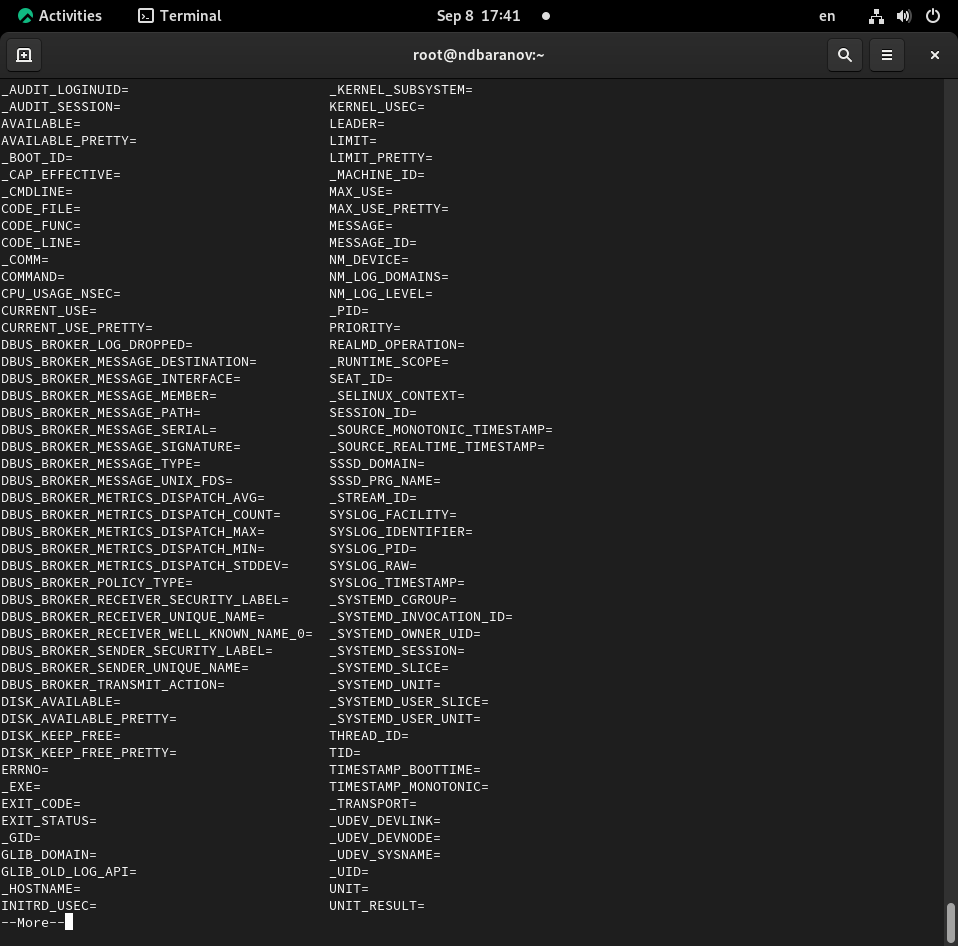 Activities Terminal Sep 8 17:41 en
root@ndbaranov:~
_AUDIT_LOGINUID= _KERNEL_SUBSYSTEM=
_AUDIT_SESSION= KERNEL_USEC=
AVAILABLE= LEADER=
AVAILABLE_PRETTY= LIMIT=
_BOOT_ID= LIMIT_PRETTY=
_CAP_EFFECTIVE= _MACHINE_ID=
_CMDLINE= MAX_USE=
CODE_FILE= MAX_USE_PRETTY=
CODE_FUNC= MESSAGE=
CODE_LINE= MESSAGE_ID=
_COMM= NM_DEVICE=
COMMAND= NM_LOG_DOMAINS=
CPU_USAGE_NSEC= NM_LOG_LEVEL=
CURRENT_USE= _PID=
CURRENT_USE_PRETTY= PRIORITY=
DBUS_BROKER_LOG_DROPPED= REALMD_OPERATION=
DBUS_BROKER_MESSAGE_DESTINATION= _RUNTIME_SCOPE=
DBUS_BROKER_MESSAGE_INTERFACE= SEAT_ID=
DBUS_BROKER_MESSAGE_MEMBER= _SELINUX_CONTEXT=
DBUS_BROKER_MESSAGE_PATH= SESSION_ID=
DBUS_BROKER_MESSAGE_SERIAL= _SOURCE_MONOTONIC_TIMESTAMP=
DBUS_BROKER_MESSAGE_SIGNATURE= _SOURCE_REALTIME_TIMESTAMP=
DBUS_BROKER_MESSAGE_TYPE= SSSD_DOMAIN=
DBUS_BROKER_MESSAGE_UNIX_FDS= SSSD_PRG_NAME=
DBUS_BROKER_METRICS_DISPATCH_AVG= _STREAM_ID=
DBUS_BROKER_METRICS_DISPATCH_COUNT= SYSLOG_FACILITY=
DBUS_BROKER_METRICS_DISPATCH_MAX= SYSLOG_IDENTIFIER=
DBUS_BROKER_METRICS_DISPATCH_MIN= SYSLOG_PID=
DBUS_BROKER_METRICS_DISPATCH_STDDEV= SYSLOG_RAW=
DBUS_BROKER_POLICY_TYPE= SYSLOG_TIMESTAMP=
DBUS_BROKER_RECEIVER_SECURITY_LABEL= _SYSTEMD_CGROUP=
DBUS_BROKER_RECEIVER_UNIQUE_NAME= _SYSTEMD_INVOCATION_ID=
DBUS_BROKER_RECEIVER_WELL_KNOWN_NAME_0= _SYSTEMD_OWNER_UID=
DBUS_BROKER_SENDER_SECURITY_LABEL= _SYSTEMD_SESSION=
DBUS_BROKER_SENDER_UNIQUE_NAME= _SYSTEMD_SLICE=
DBUS_BROKER_TRANSMIT_ACTION= _SYSTEMD_UNIT=
DISK_AVAILABLE= _SYSTEMD_USER_SLICE=
DISK_AVAILABLE_PRETTY= _SYSTEMD_USER_UNIT=
DISK_KEEP_FREE= THREAD_ID=
DISK_KEEP_FREE_PRETTY= TID=
ERRNO= TIMESTAMP_BOOTTIME=
_EXE= TIMESTAMP_MONOTONIC=
EXIT_CODE= _TRANSPORT=
EXIT_STATUS= _UDEV_DEVLINK=
_GID= _UDEV_DEVNODE=
GLIB_DOMAIN= _UDEV_SYSNAME=
GLIB_OLD_LOG_API= _UID=
_HOSTNAME= UNIT=
INITRD_USEC= UNIT_RESULT=
--More--